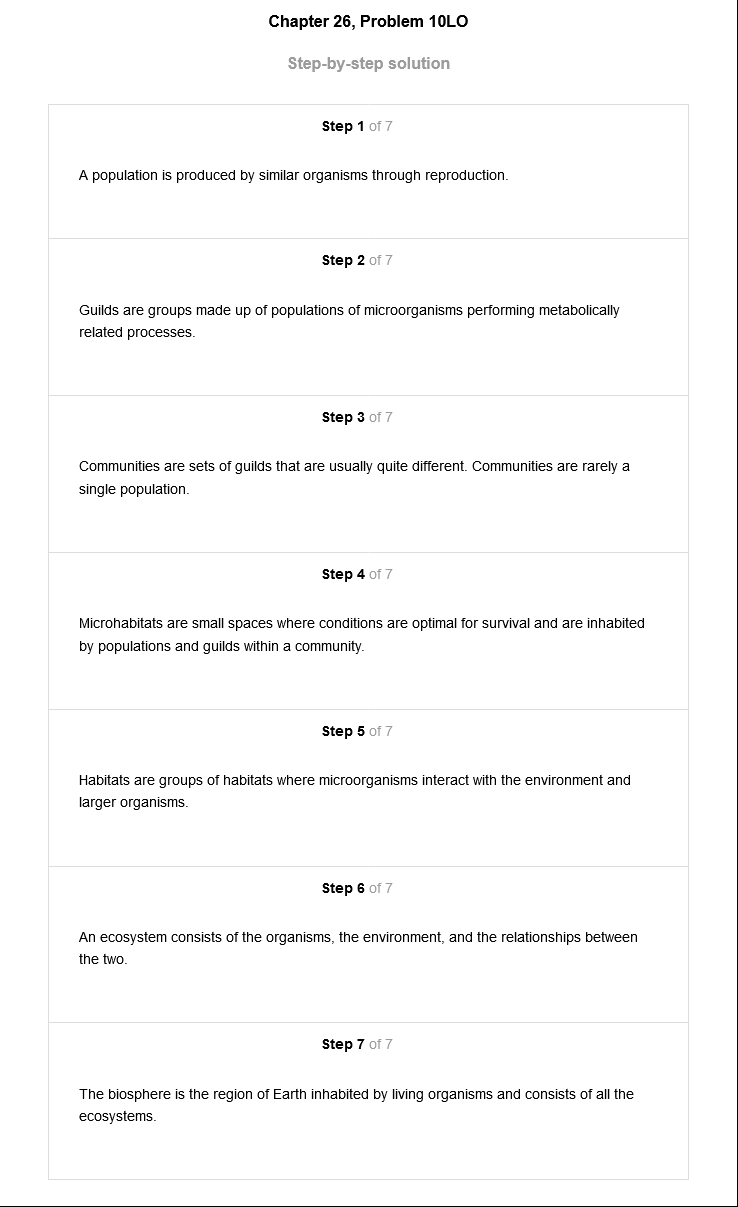 Chapter 26, Problem 10LO
Step-by-step solution
Step 1 of 7
A population is produced by similar organisms through reproduction.
Step 2 of 7
Guilds are groups made up of populations of microorganisms performing metabolically
related processes.
Step 3 of 7
Communities are sets of guilds that are usually quite different. Communities are rarely a
single population.
Step 4 of 7
Microhabitats are small spaces where conditions are optimal for survival and are inhabited
by populations and guilds within a community.
Step 5 of 7
Habitats are groups of habitats where microorganisms interact with the environment and
larger organisms.
Step 6 of 7
An ecosystem consists of the organisms, the environment, and the relationships between
the two.
Step 7 of 7
The biosphere is the region of Earth inhabited by living organisms and consists of all the
ecosystems.